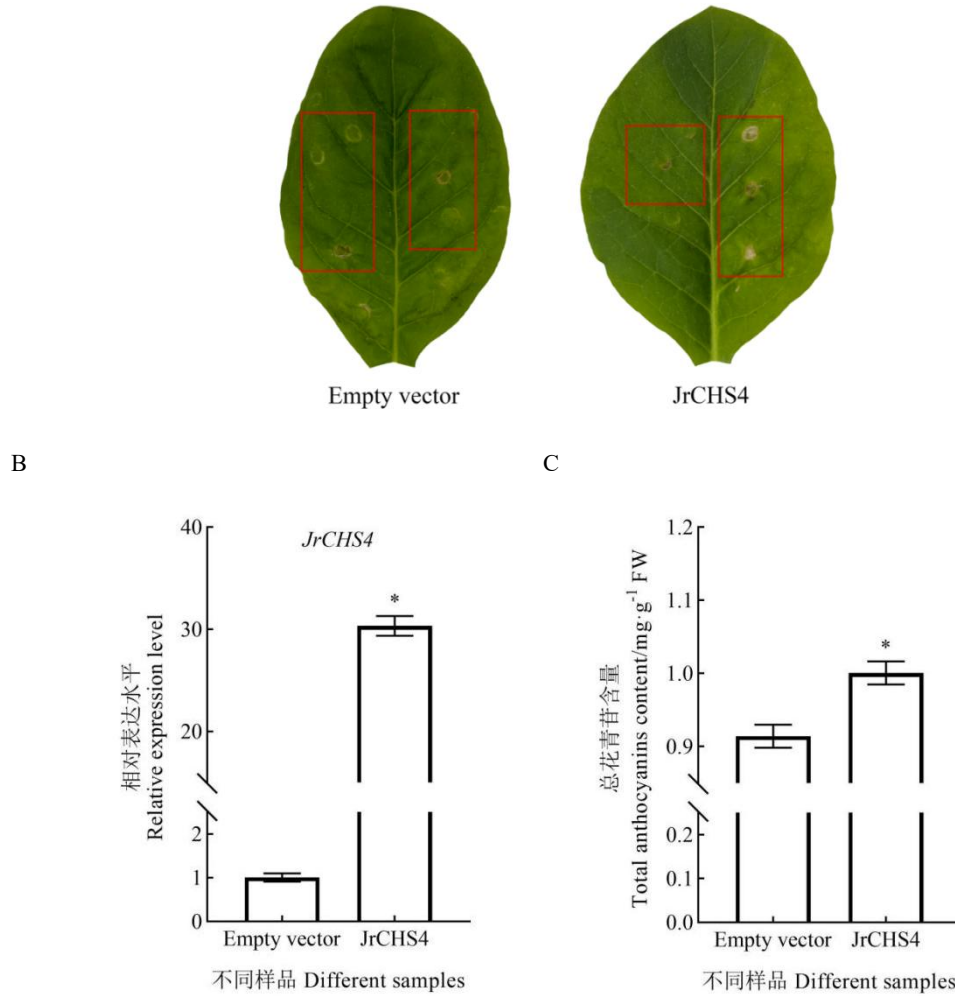 Empty vector
JrCHS4
B
C
相对表达水平
Relative expression level
JrCHS4
40
30
20
2
1
0
*
Empty vector
JrCHS4
不同样品 Different samples
总花青苷含量
Total anthocyanins content/mg·g⁻¹ FW
1.2
1.1
1.0
0.9
0.2
0.1
0.0
*
Empty vector
JrCHS4
不同样品 Different samples